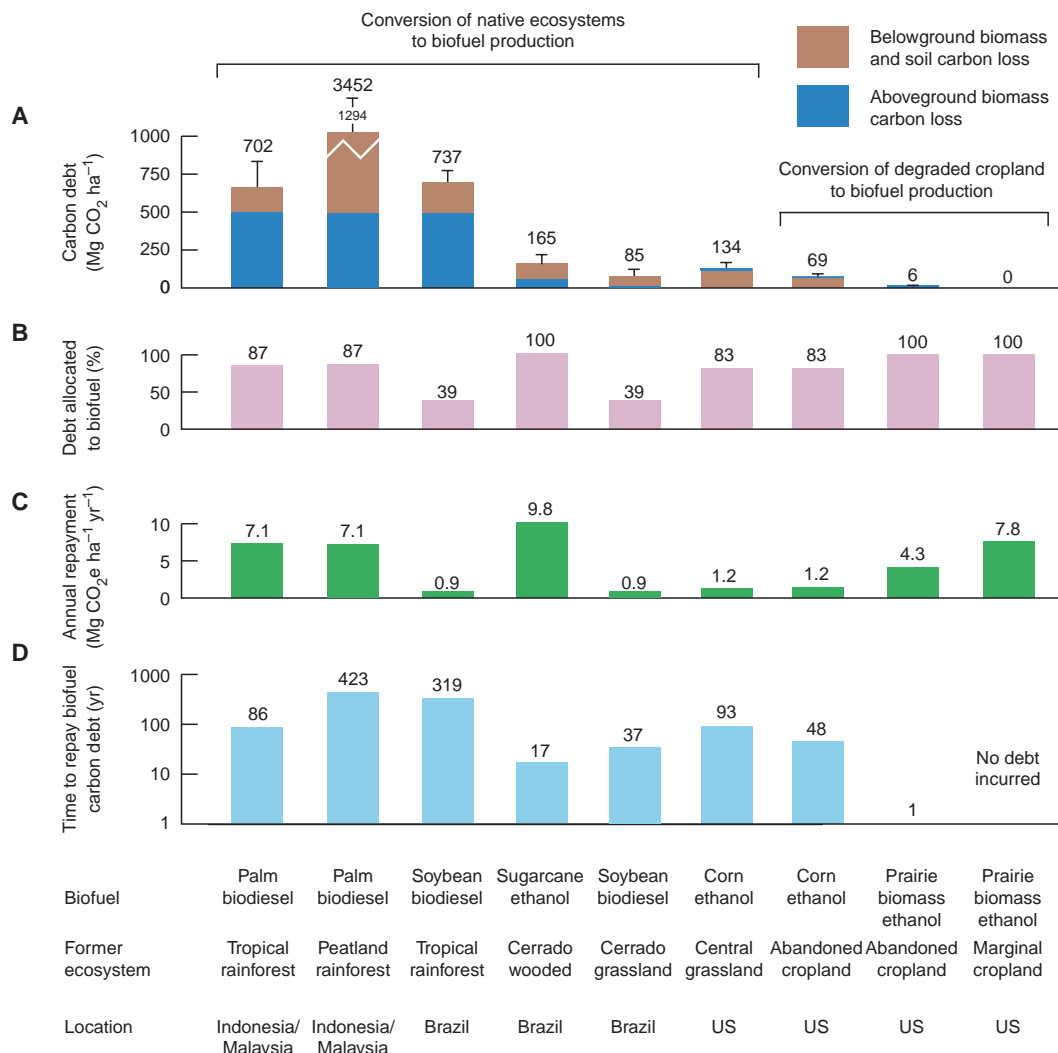 Conversion of native ecosystems
to biofuel production
Belowground biomass
and soil carbon loss
Aboveground biomass
carbon loss
Conversion of degraded cropland
to biofuel production
A
Carbon debt
(Mg CO2 ha–1)
1000
750
500
250
0
702
3452
1294
737
165
85
134
69
6
0
B
Debt allocated
to biofuel (%)
100
50
0
87
87
39
100
39
83
83
100
100
C
Annual repayment
(Mg CO2e ha–1 yr–1)
10
5
0
7.1
7.1
0.9
9.8
0.9
1.2
1.2
4.3
7.8
D
Time to repay biofuel
carbon debt (yr)
1000
100
10
1
86
423
319
17
37
93
48
1
No debt
incurred
Biofuel
Palm
biodiesel
Palm
biodiesel
Soybean
biodiesel
Sugarcane
ethanol
Soybean
biodiesel
Corn
ethanol
Corn
ethanol
Prairie
biomass
ethanol
Prairie
biomass
ethanol
Former
ecosystem
Tropical
rainforest
Peatland
rainforest
Tropical
rainforest
Cerrado
wooded
Cerrado
grassland
Central
grassland
Abandoned
cropland
Abandoned
cropland
Marginal
cropland
Location
Indonesia/
Malaysia
Indonesia/
Malaysia
Brazil
Brazil
Brazil
US
US
US
US